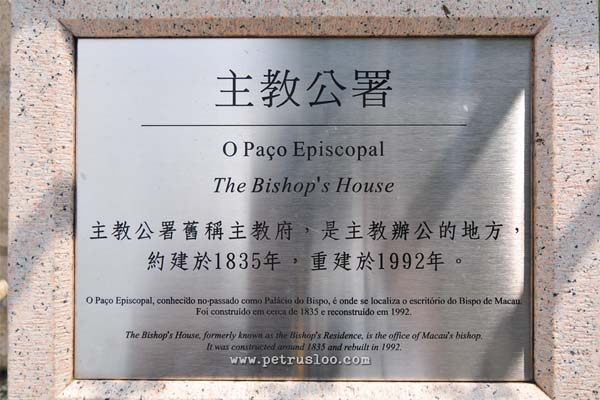 主教公署
O Paço Episcopal
The Bishop's House
主教公署舊稱主教府，是主教辦公的地方，
約建於1835年，重建於1992年。
O Paço Episcopal, conhecido no-passado como Palácio do Bispo, é onde se localiza o escritório do Bispo de Macau.
Foi construído em cerca de 1835 e reconstruído em 1992.
The Bishop's House, formerly known as the Bishop's Residence, is the office of Macau's bishop.
It was constructed around 1835 and rebuilt in 1992.
www.petrusloo.com